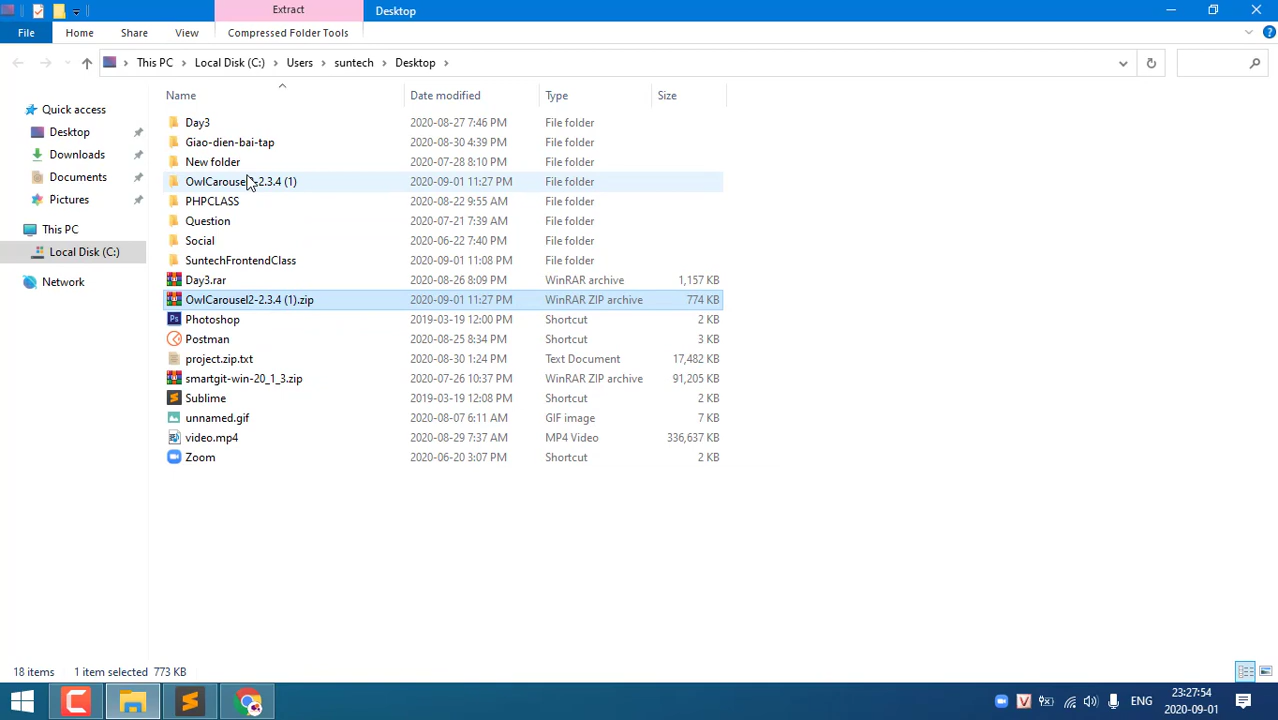 Extract Desktop
File Home Share View Compressed Folder Tools
This PC Local Disk (C:) Users suntech Desktop
Name Date modified Type Size
Quick access
Desktop
Downloads
Documents
Pictures
This PC
Local Disk (C:)
Network
Day3 2020-08-27 7:46 PM File folder
Giao-dien-bai-tap 2020-08-30 4:39 PM File folder
New folder 2020-07-28 8:10 PM File folder
OwlCarousel2-2.3.4 (1) 2020-09-01 11:27 PM File folder
PHPCLASS 2020-08-22 9:55 AM File folder
Question 2020-07-21 7:39 AM File folder
Social 2020-06-22 7:40 PM File folder
SuntechFrontendClass 2020-09-01 11:08 PM File folder
Day3.rar 2020-08-26 8:09 PM WinRAR archive 1,157 KB
OwlCarousel2-2.3.4 (1).zip 2020-09-01 11:27 PM WinRAR ZIP archive 774 KB
Photoshop 2019-03-19 12:00 PM Shortcut 2 KB
Postman 2020-08-25 8:34 PM Shortcut 3 KB
project.zip.txt 2020-08-30 1:24 PM Text Document 17,482 KB
smartgit-win-20_1_3.zip 2020-07-26 10:37 PM WinRAR ZIP archive 91,205 KB
Sublime 2019-03-19 12:08 PM Shortcut 2 KB
unnamed.gif 2020-08-07 6:11 AM GIF image 7 KB
video.mp4 2020-08-29 7:37 AM MP4 Video 336,637 KB
Zoom 2020-06-20 3:07 PM Shortcut 2 KB
18 items 1 item selected 773 KB
ENG 23:27:54
2020-09-01